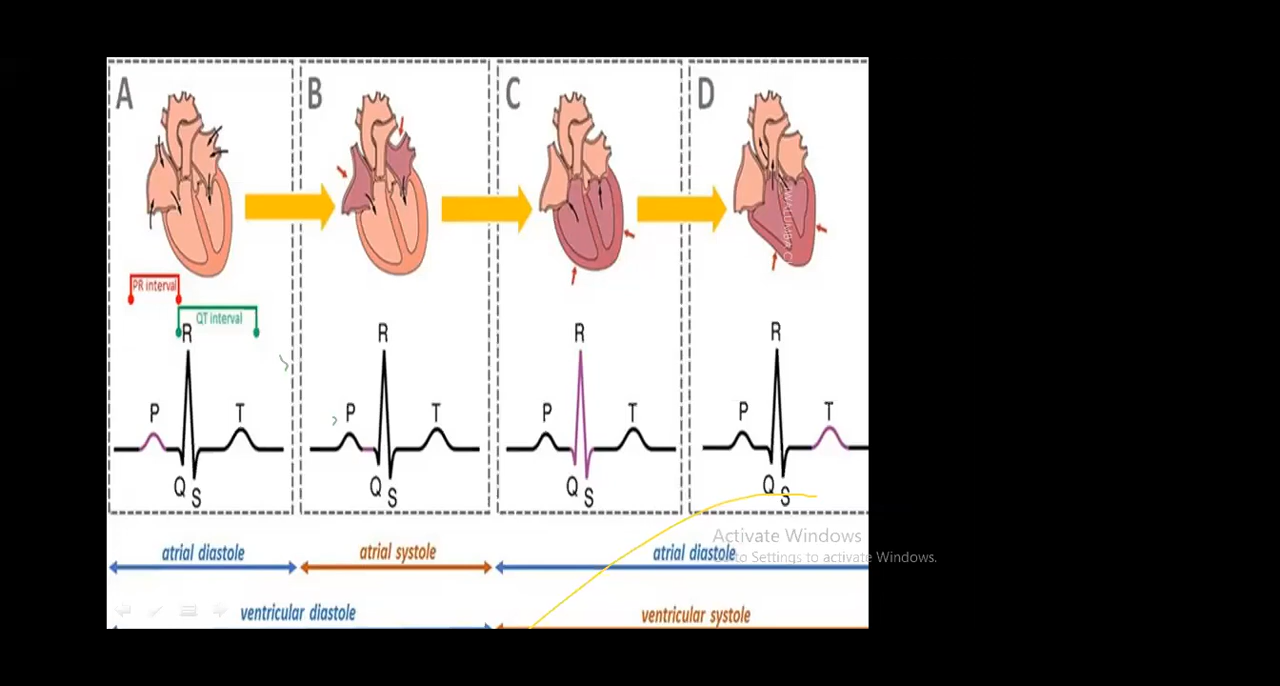 A
B
C
D
PR interval
QT interval
R
R
R
R
P
T
P
T
P
T
P
T
Q
S
Q
S
Q
S
Q
S
Activate Windows
to Settings to activate Windows.
atrial diastole
atrial systole
atrial diastole
ventricular diastole
ventricular systole